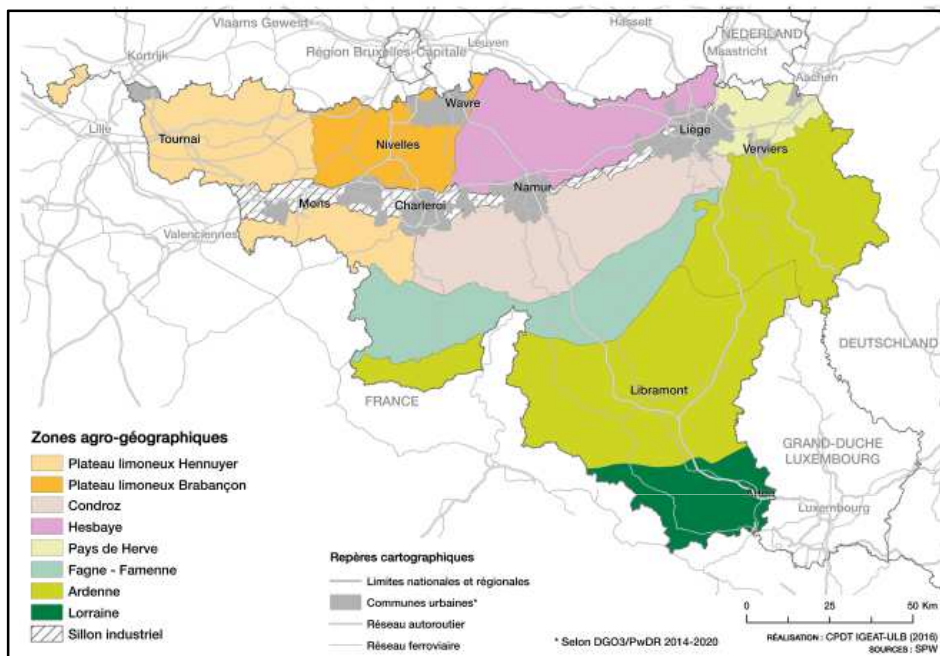 Vlaams Gewest
Hasselt
NEDERLAND
Kortrijk
Région Bruxelles-Capitale
Leuven
Maastricht
Aachen
Wavre
Lille
Tournai
Nivelles
Liège
Verviers
Namur
Mons
Charleroi
Valenciennes
DEUTSCHLAND
Libramont
FRANCE
GRAND-DUCHE
LUXEMBOURG
Luxembourg
Zones agro-géographiques
Plateau limoneux Hennuyer
Plateau limoneux Brabançon
Condroz
Hesbaye
Pays de Herve
Fagne - Famenne
Ardenne
Lorraine
Sillon industriel
Repères cartographiques
Limites nationales et régionales
Communes urbaines*
Réseau autoroutier
Réseau ferroviaire
* Selon DGO3/PwDR 2014-2020
0 25 50 Km
RÉALISATION : CPDT IGEAT-ULB (2016)
SOURCES : SPW